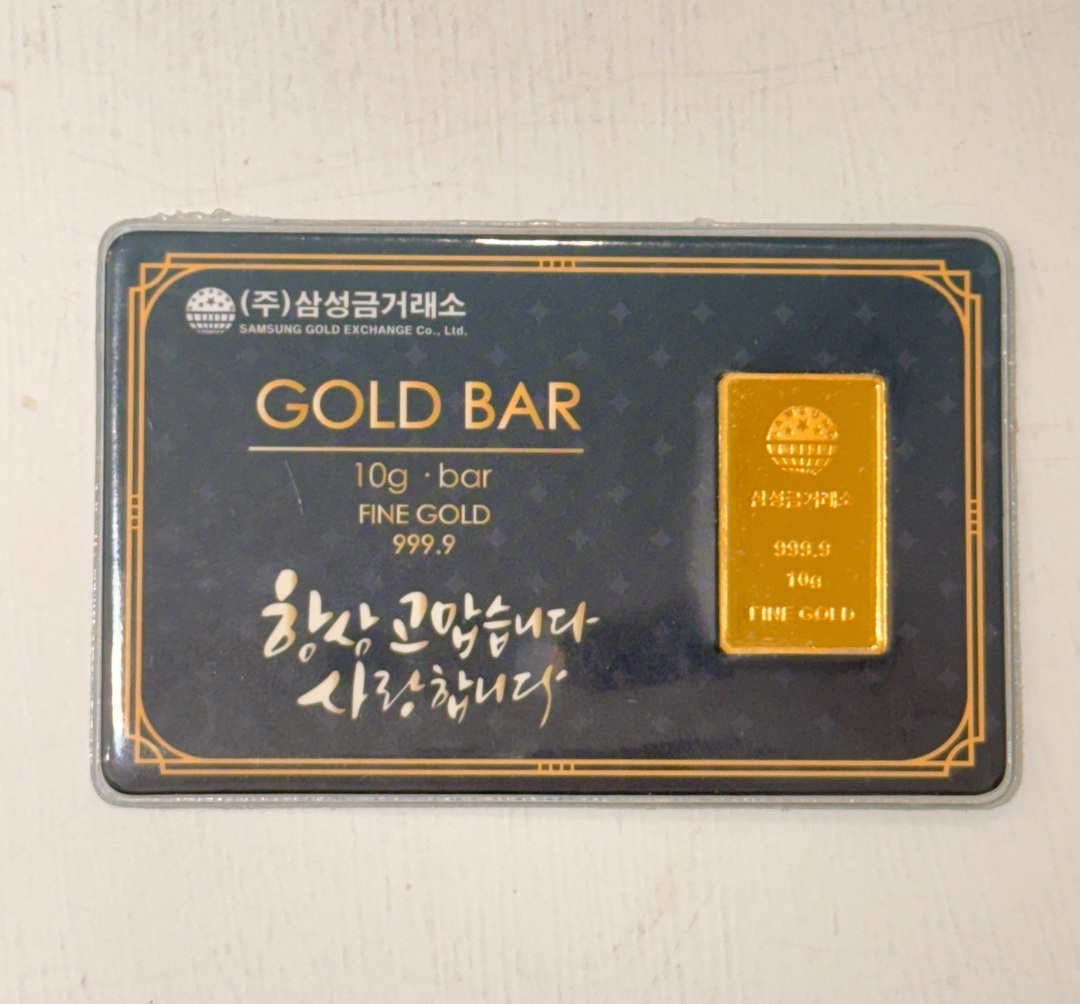 (주)삼성금거래소
SAMSUNG GOLD EXCHANGE Co., Ltd.
GOLD BAR
10g · bar
FINE GOLD
999.9
항상 고맙습니다
사랑합니다
삼성금거래소
999.9
10g
FINE GOLD